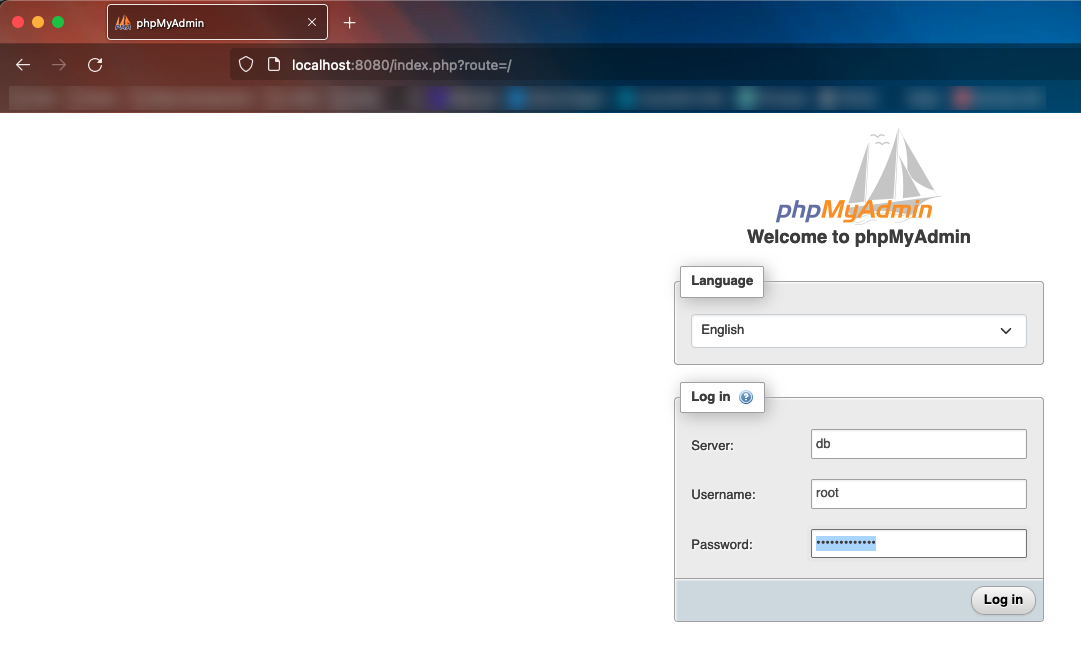 phpMyAdmin
localhost:8080/index.php?route=/
phpMyAdmin
Welcome to phpMyAdmin
Language
English
Log in
Server:
db
Username:
root
Password:
•••••••••••••
Log in